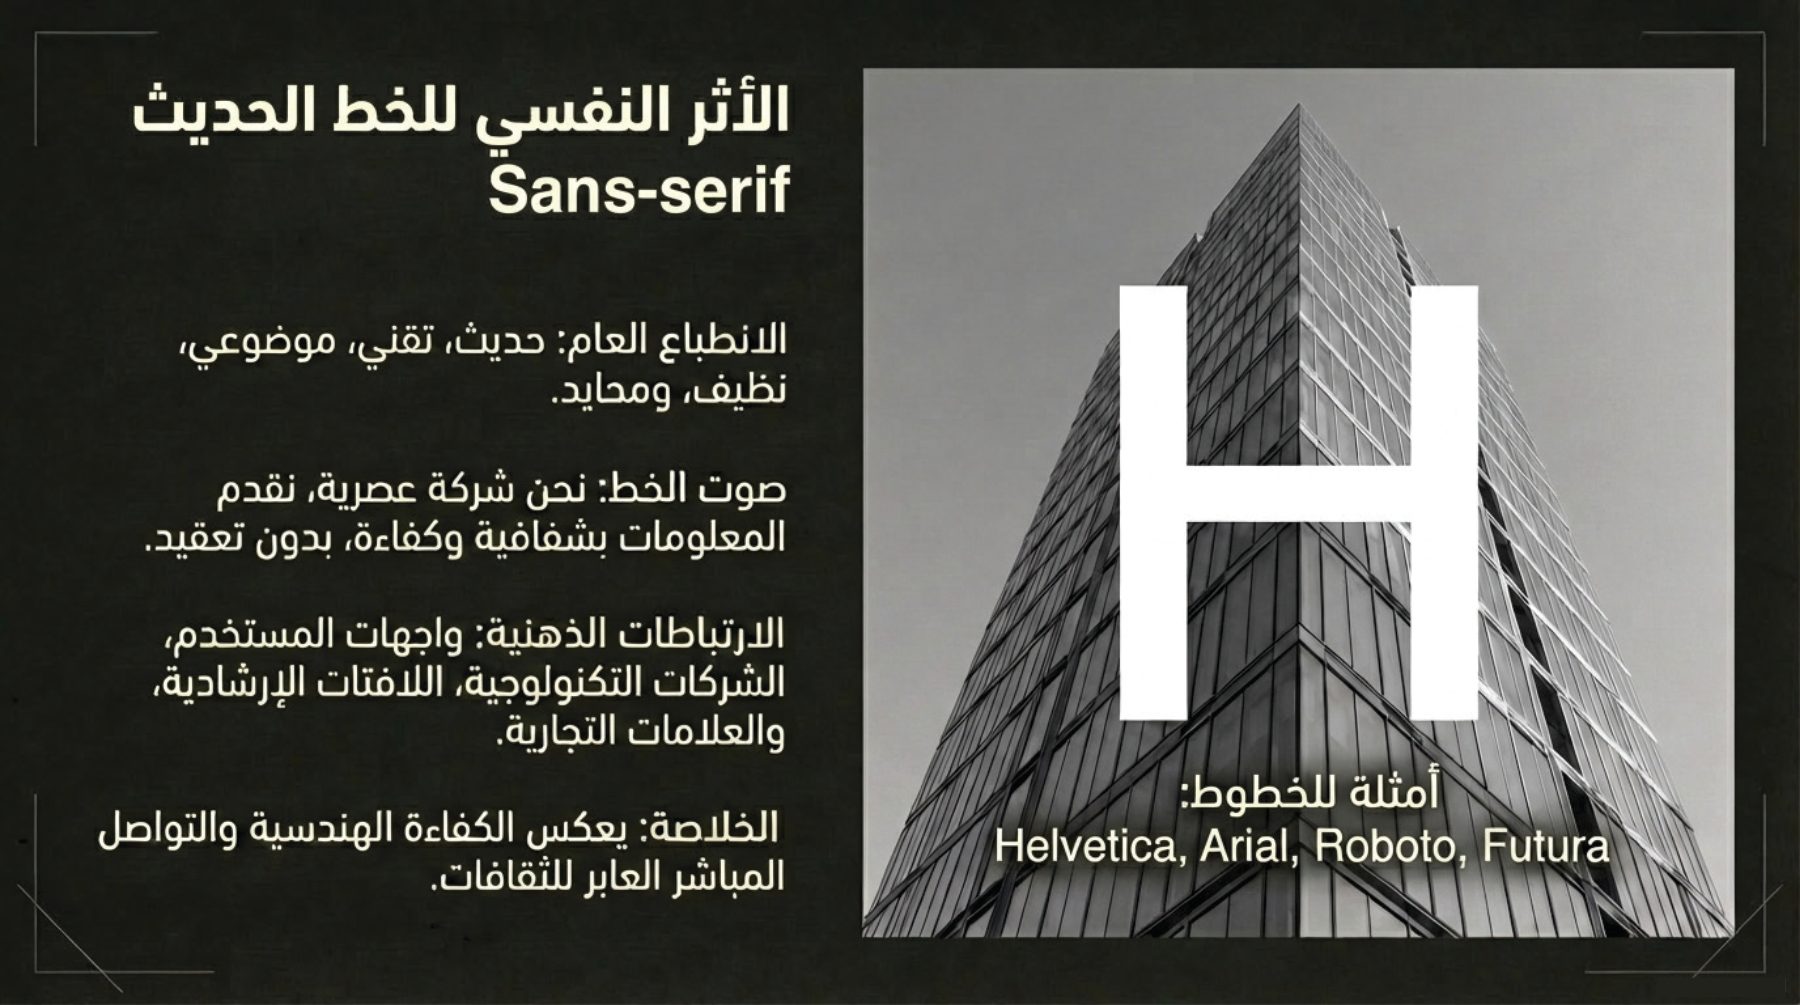 الأثر النفسي للخط الحديث
Sans-serif
الانطباع العام: حديث، تقني، موضوعي،
نظيف، ومحايد.
صوت الخط: نحن شركة عصرية، نقدم
المعلومات بشفافية وكفاءة، بدون تعقيد.
الارتباطات الذهنية: واجهات المستخدم،
الشركات التكنولوجية، اللافتات الإرشادية،
والعلامات التجارية.
الخلاصة: يعكس الكفاءة الهندسية والتواصل
المباشر العابر للثقافات.
H
أمثلة للخطوط:
Helvetica, Arial, Roboto, Futura